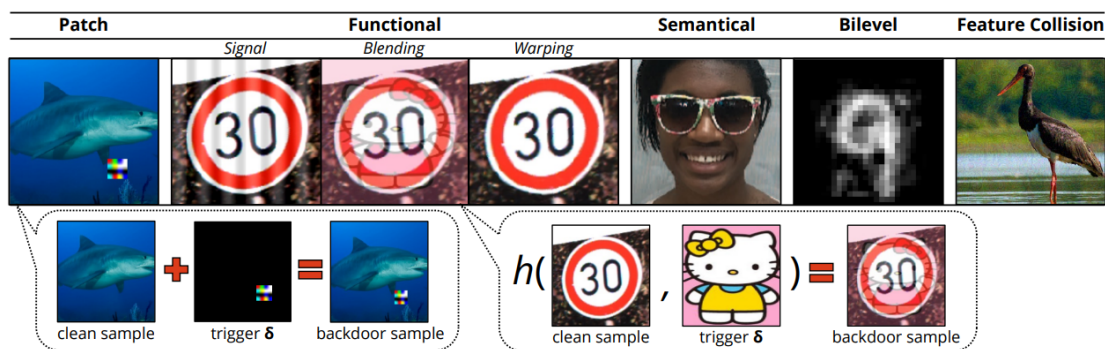 Patch Functional Semantical Bilevel Feature Collision
Signal Blending Warping
30 30 30
h( 30 , ) =
clean sample trigger δ backdoor sample clean sample trigger δ backdoor sample
30